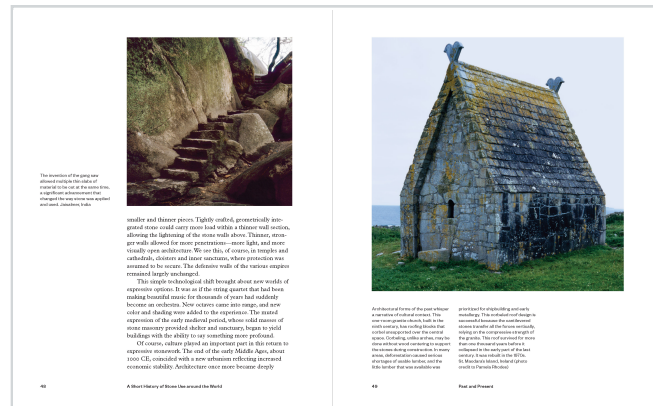 The invention of the gang saw
allowed multiple thin slabs of
material to be cut at the same time,
a significant advancement that
changed the way stone was applied
and used. Jaisalmer, India
smaller and thinner pieces. Tightly crafted, geometrically inte-
grated stone could carry more load within a thinner wall section,
allowing the lightening of the stone walls above. Thinner, stron-
ger walls allowed for more penetrations—more light, and more
visually open architecture. We see this, of course, in temples and
cathedrals, cloisters and inner sanctums, where protection was
assumed to be secure. The defensive walls of the various empires
remained largely unchanged.
This simple technological shift brought about new worlds of
expressive options. It was as if the string quartet that had been
making beautiful music for thousands of years had suddenly
become an orchestra. New octaves came into range, and new
color and shading were added to the experience. The muted
expression of the early medieval period, whose solid masses of
stone masonry provided shelter and sanctuary, began to yield
buildings with the ability to say something more profound.
Of course, culture played an important part in this return to
expressive stonework. The end of the early Middle Ages, about
1000 CE, coincided with a new urbanism reflecting increased
economic stability. Architecture once more became deeply
48
A Short History of Stone Use around the World
Architectural forms of the past whisper
a narrative of cultural context. This
one-room granite church, built in the
ninth century, has roofing blocks that
corbel unsupported over the central
space. Corbeling, unlike arches, may be
done without wood centering to support
the stones during construction. In many
areas, deforestation caused serious
shortages of usable lumber, and the
little lumber that was available was
prioritized for shipbuilding and early
metallurgy. This corbeled roof design is
successful because the cantilevered
stones transfer all the forces vertically,
relying on the compressive strength of
the granite. This roof survived for more
than one thousand years before it
collapsed in the early part of the last
century. It was rebuilt in the 1970s.
St. Macdara's Island, Ireland (photo
credit to Pamela Rhodes)
49
Past and Present